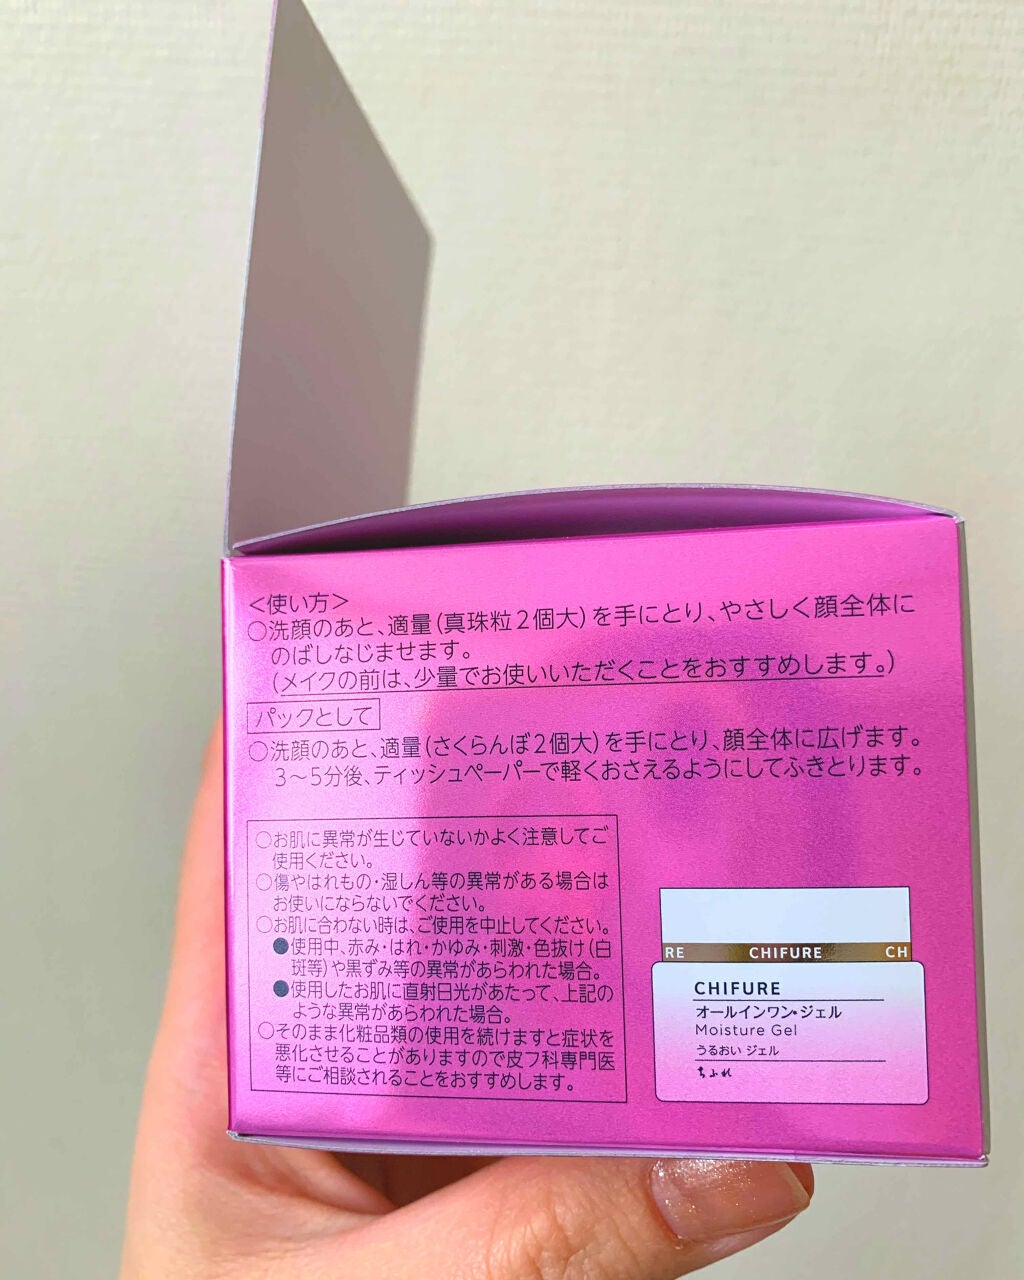 ＜使い方＞
○洗顔のあと、適量（真珠粒２個大）を手にとり、やさしく顔全体に
のばしなじませます。
（メイクの前は、少量でお使いいただくことをおすすめします。）
パックとして
○洗顔のあと、適量（さくらんぼ２個大）を手にとり、顔全体に広げます。
３～５分後、ティッシュペーパーで軽くおさえるようにしてふきとります。
○お肌に異常が生じていないかよく注意してご
使用ください。
○傷やはれもの・湿しん等の異常がある場合は
お使いにならないでください。
○お肌に合わない時は、ご使用を中止してください。
●使用中、赤み・はれ・かゆみ・刺激・色抜け（白
斑等）や黒ずみ等の異常があらわれた場合。
●使用したお肌に直射日光があたって、上記の
ような異常があらわれた場合。
○そのまま化粧品類の使用を続けますと症状を
悪化させることがありますので皮フ科専門医
等にご相談されることをおすすめします。
RE CHIFURE CH
CHIFURE
オールインワン・ジェル
Moisture Gel
うるおい ジェル
ちふれ